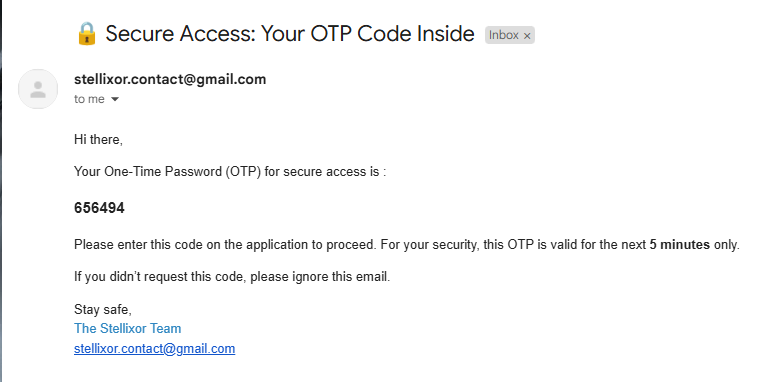 🔒 Secure Access: Your OTP Code Inside Inbox ×
stellixor.contact@gmail.com
to me
Hi there,
Your One-Time Password (OTP) for secure access is :
656494
Please enter this code on the application to proceed. For your security, this OTP is valid for the next 5 minutes only.
If you didn’t request this code, please ignore this email.
Stay safe,
The Stellixor Team
stellixor.contact@gmail.com